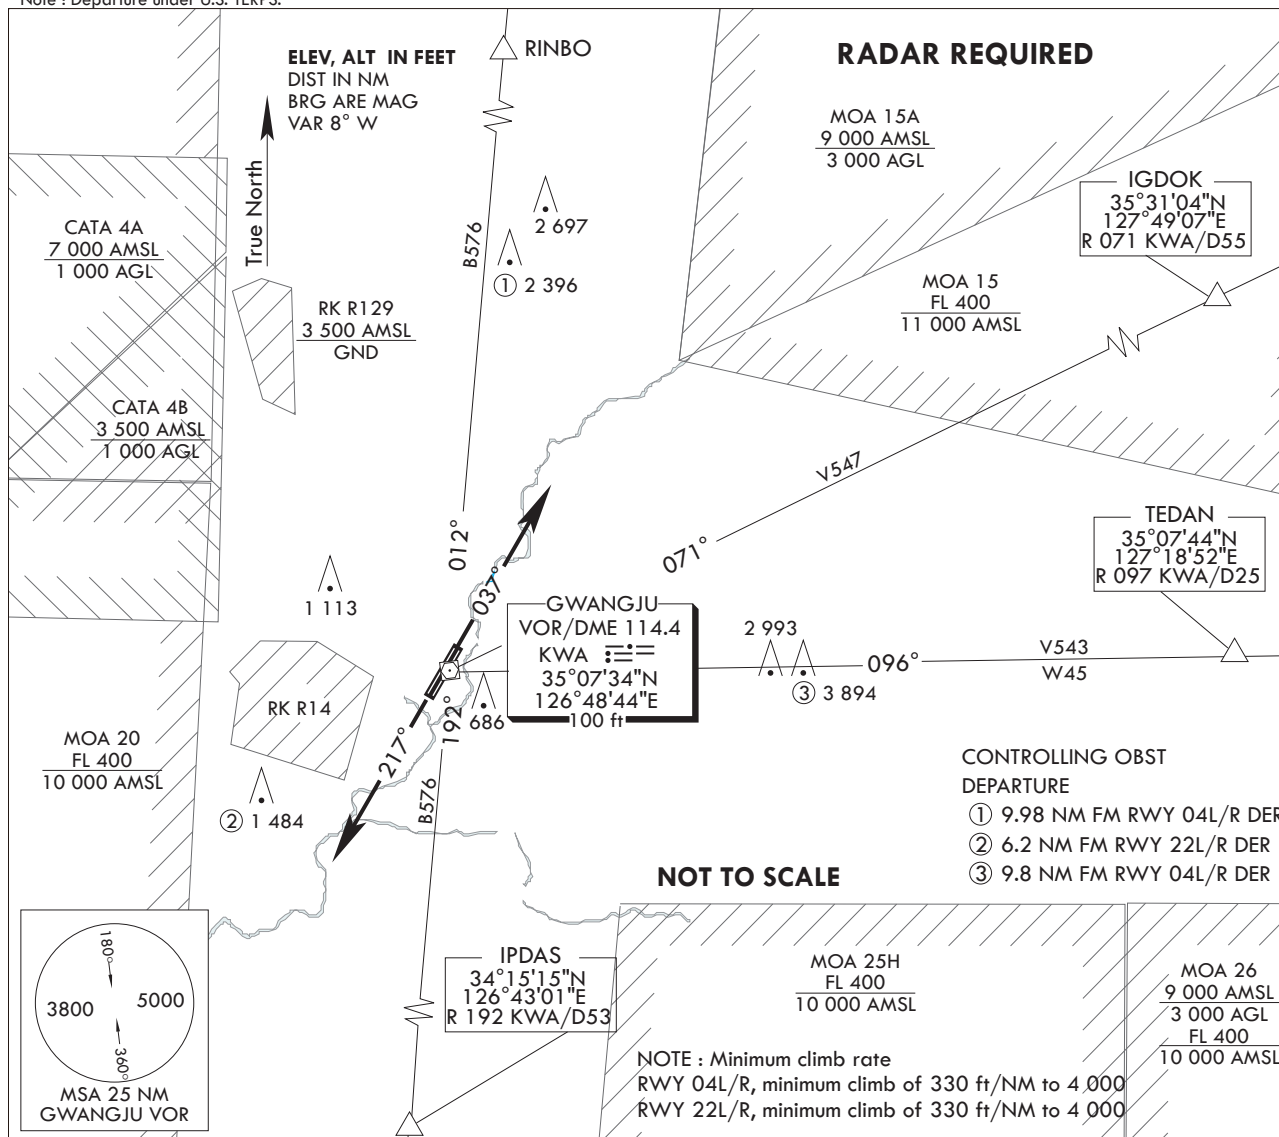 Note : Departure under U.S. TERPS.
ELEV, ALT IN FEET
DIST IN NM
BRG ARE MAG
VAR 8° W
True North
RINBO
RADAR REQUIRED
MOA 15A
9 000 AMSL
3 000 AGL
IGDOK
35°31'04"N
127°49'07"E
R 071 KWA/D55
CATA 4A
7 000 AMSL
1 000 AGL
B576
2 697
① 2 396
RK R129
3 500 AMSL
GND
MOA 15
FL 400
11 000 AMSL
CATA 4B
3 500 AMSL
1 000 AGL
V547
012°
071°
TEDAN
35°07'44"N
127°18'52"E
R 097 KWA/D25
1 113
037
GWANGJU
VOR/DME 114.4
KWA
35°07'34"N
126°48'44"E
100 ft
2 993
③ 3 894
096°
V543
W45
RK R14
686
192°
217°
B576
MOA 20
FL 400
10 000 AMSL
② 1 484
CONTROLLING OBST
DEPARTURE
① 9.98 NM FM RWY 04L/R DER
② 6.2 NM FM RWY 22L/R DER
③ 9.8 NM FM RWY 04L/R DER
NOT TO SCALE
180°
3800
5000
360°
MSA 25 NM
GWANGJU VOR
IPDAS
34°15'15"N
126°43'01"E
R 192 KWA/D53
MOA 25H
FL 400
10 000 AMSL
MOA 26
9 000 AMSL
3 000 AGL
FL 400
10 000 AMSL
NOTE : Minimum climb rate
RWY 04L/R, minimum climb of 330 ft/NM to 4 000
RWY 22L/R, minimum climb of 330 ft/NM to 4 000